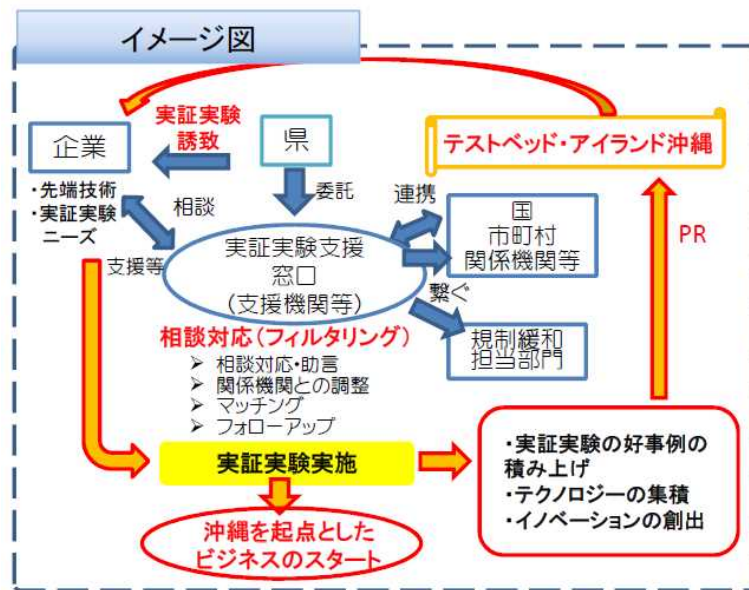 イメージ図
実証実験
誘致
企業
県
テストベッド・アイランド沖縄
・先端技術
・実証実験
ニーズ
相談
委託
連携
国
市町村
関係機関等
PR
支援等
実証実験支援
窓口
(支援機関等)
繋ぐ
相談対応(フィルタリング)
規制緩和
担当部門
➢ 相談対応・助言
➢ 関係機関との調整
➢ マッチング
➢ フォローアップ
実証実験実施
・実証実験の好事例の
積み上げ
・テクノロジーの集積
・イノベーションの創出
沖縄を起点とした
ビジネスのスタート